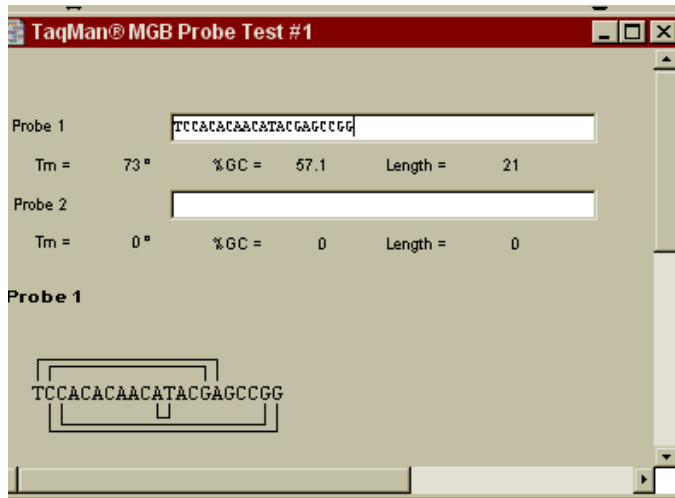 TaqMan® MGB Probe Test #1
Probe 1 TCCACACAACATACGAGCCGG
Tm = 73° %GC = 57.1 Length = 21
Probe 2
Tm = 0° %GC = 0 Length = 0
Probe 1
TCCACACAACATACGAGCCGG